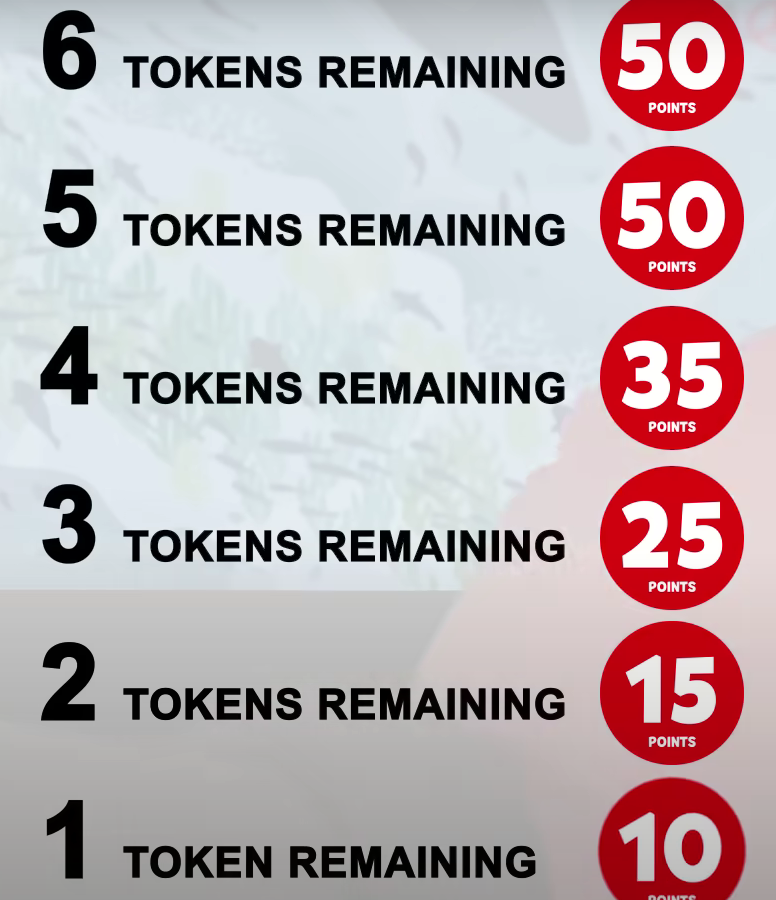 6 TOKENS REMAINING 50
POINTS
5 TOKENS REMAINING 50
POINTS
4 TOKENS REMAINING 35
POINTS
3 TOKENS REMAINING 25
POINTS
2 TOKENS REMAINING 15
POINTS
1 TOKEN REMAINING 10
POINTS